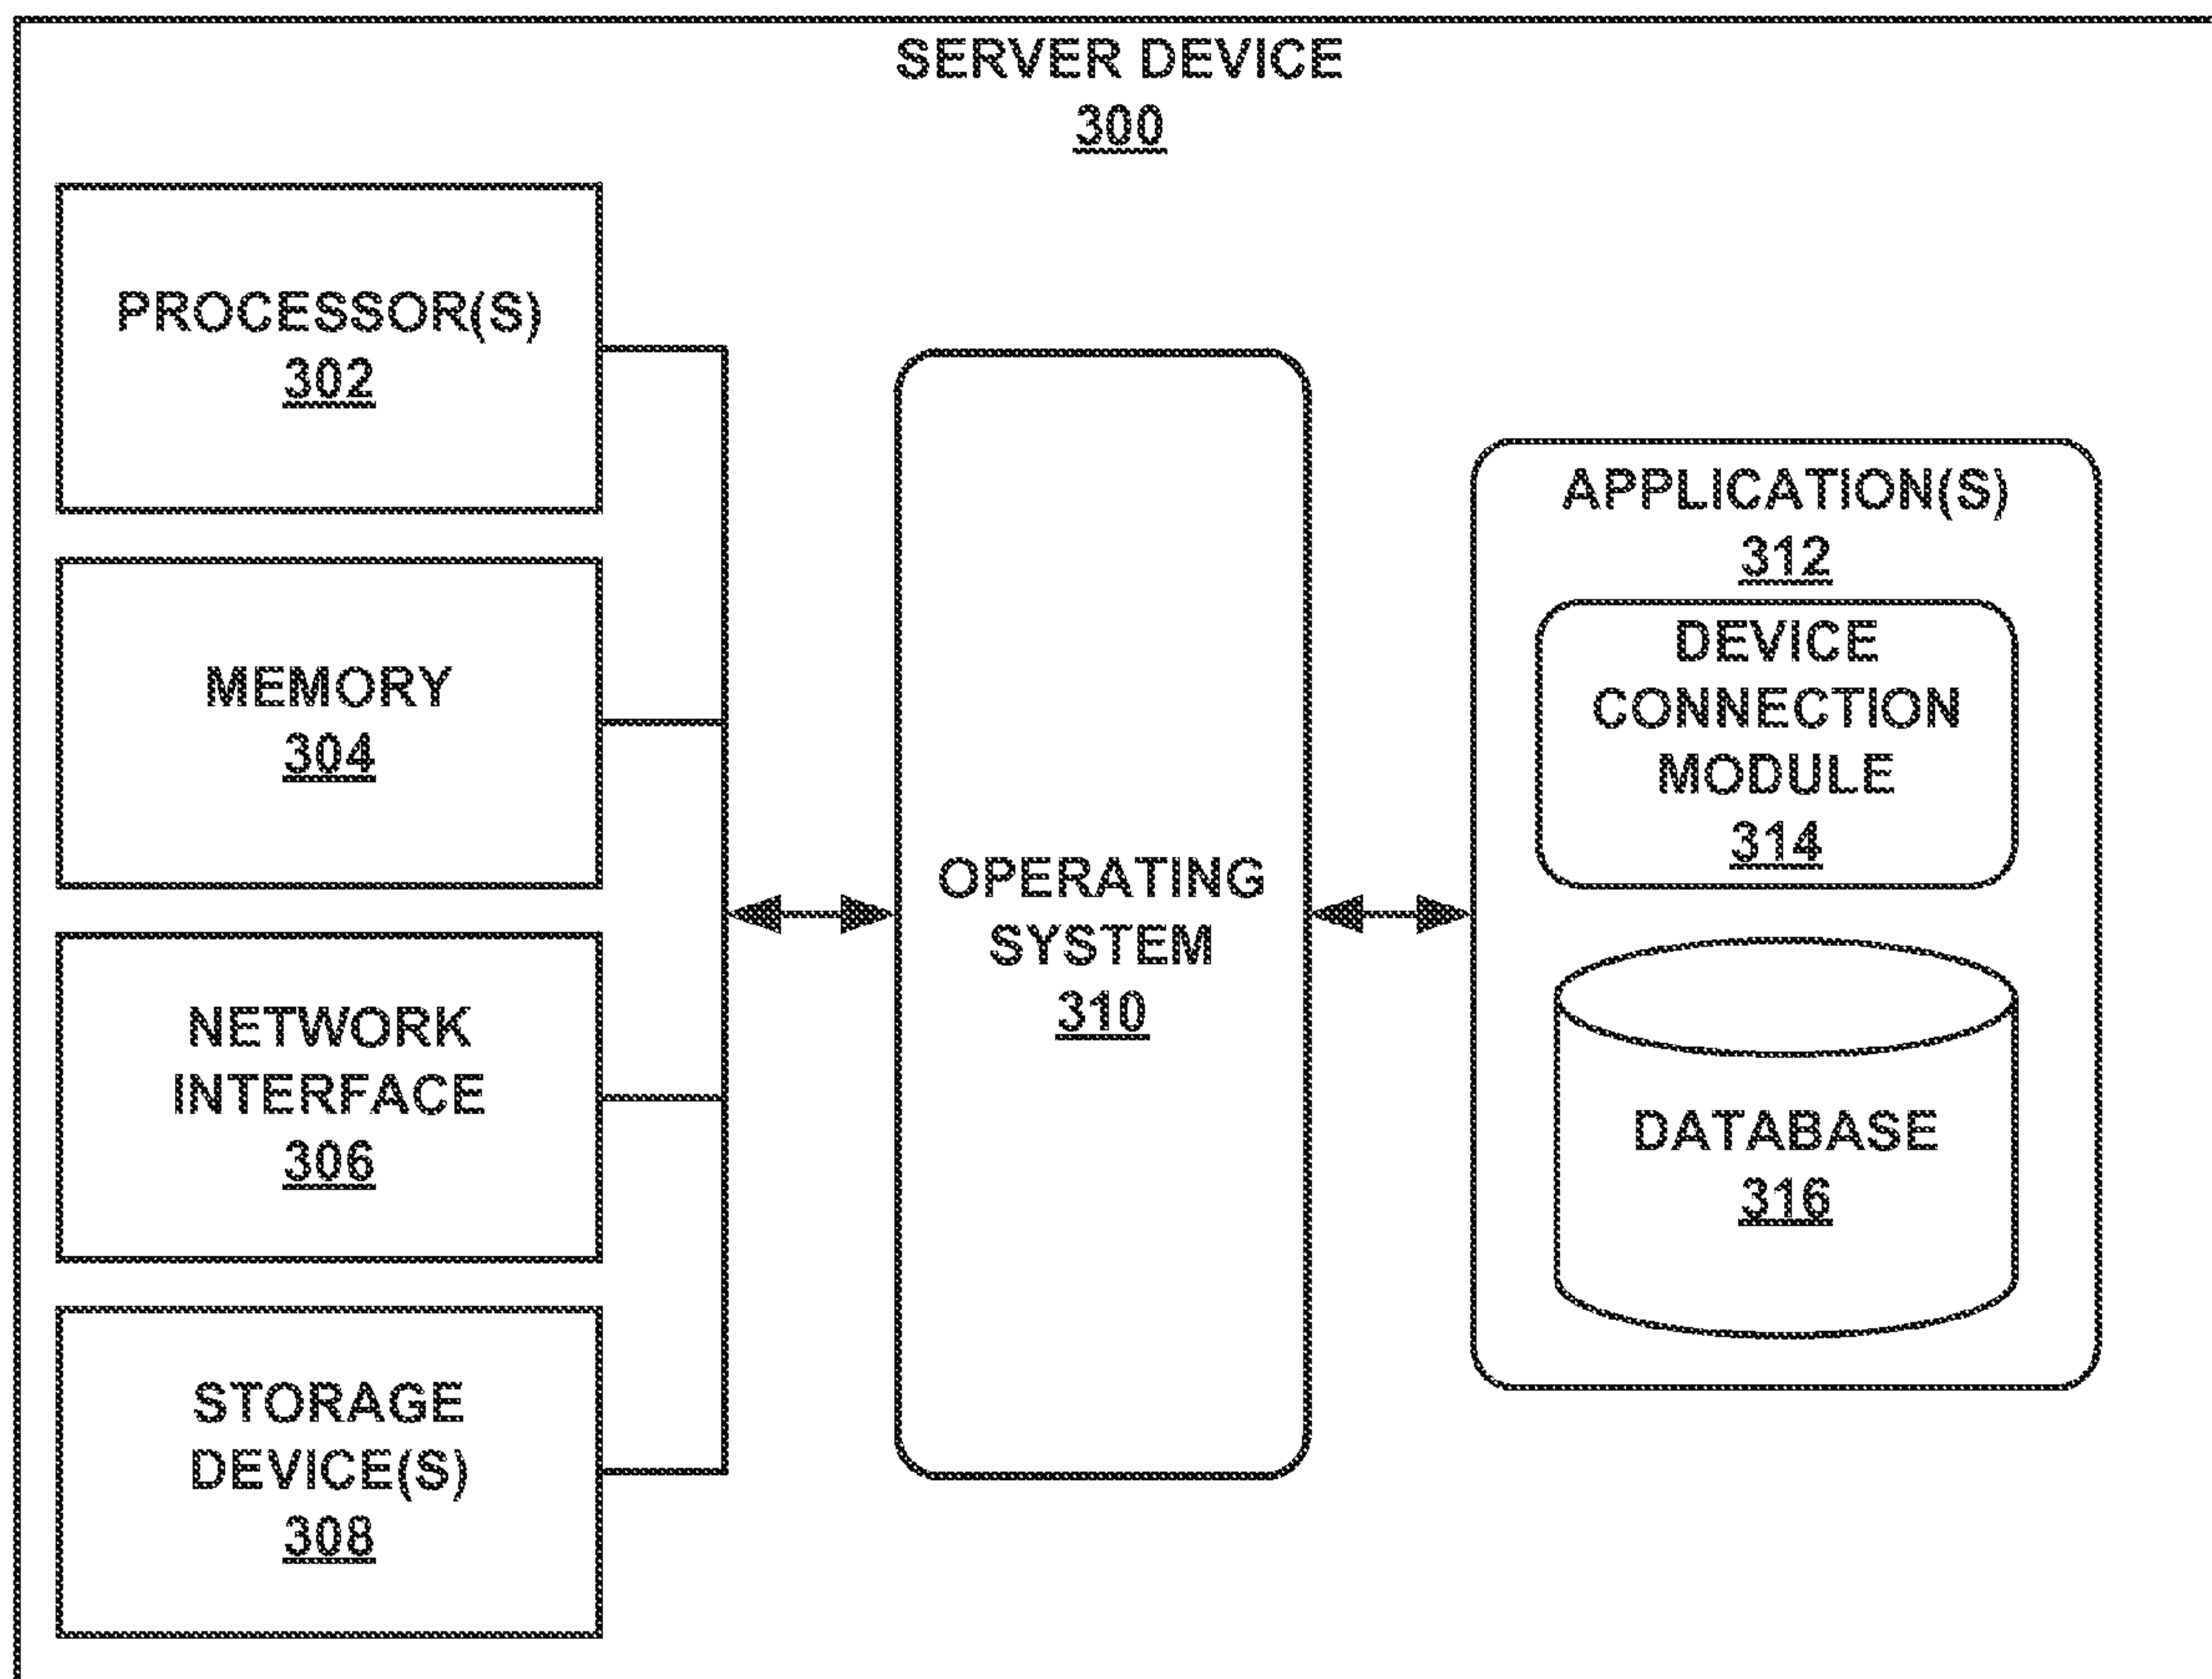 SERVER DEVICE
300
PROCESSOR(S)
302
MEMORY
304
NETWORK
INTERFACE
306
STORAGE
DEVICE(S)
308
OPERATING
SYSTEM
310
APPLICATION(S)
312
DEVICE
CONNECTION
MODULE
314
DATABASE
316